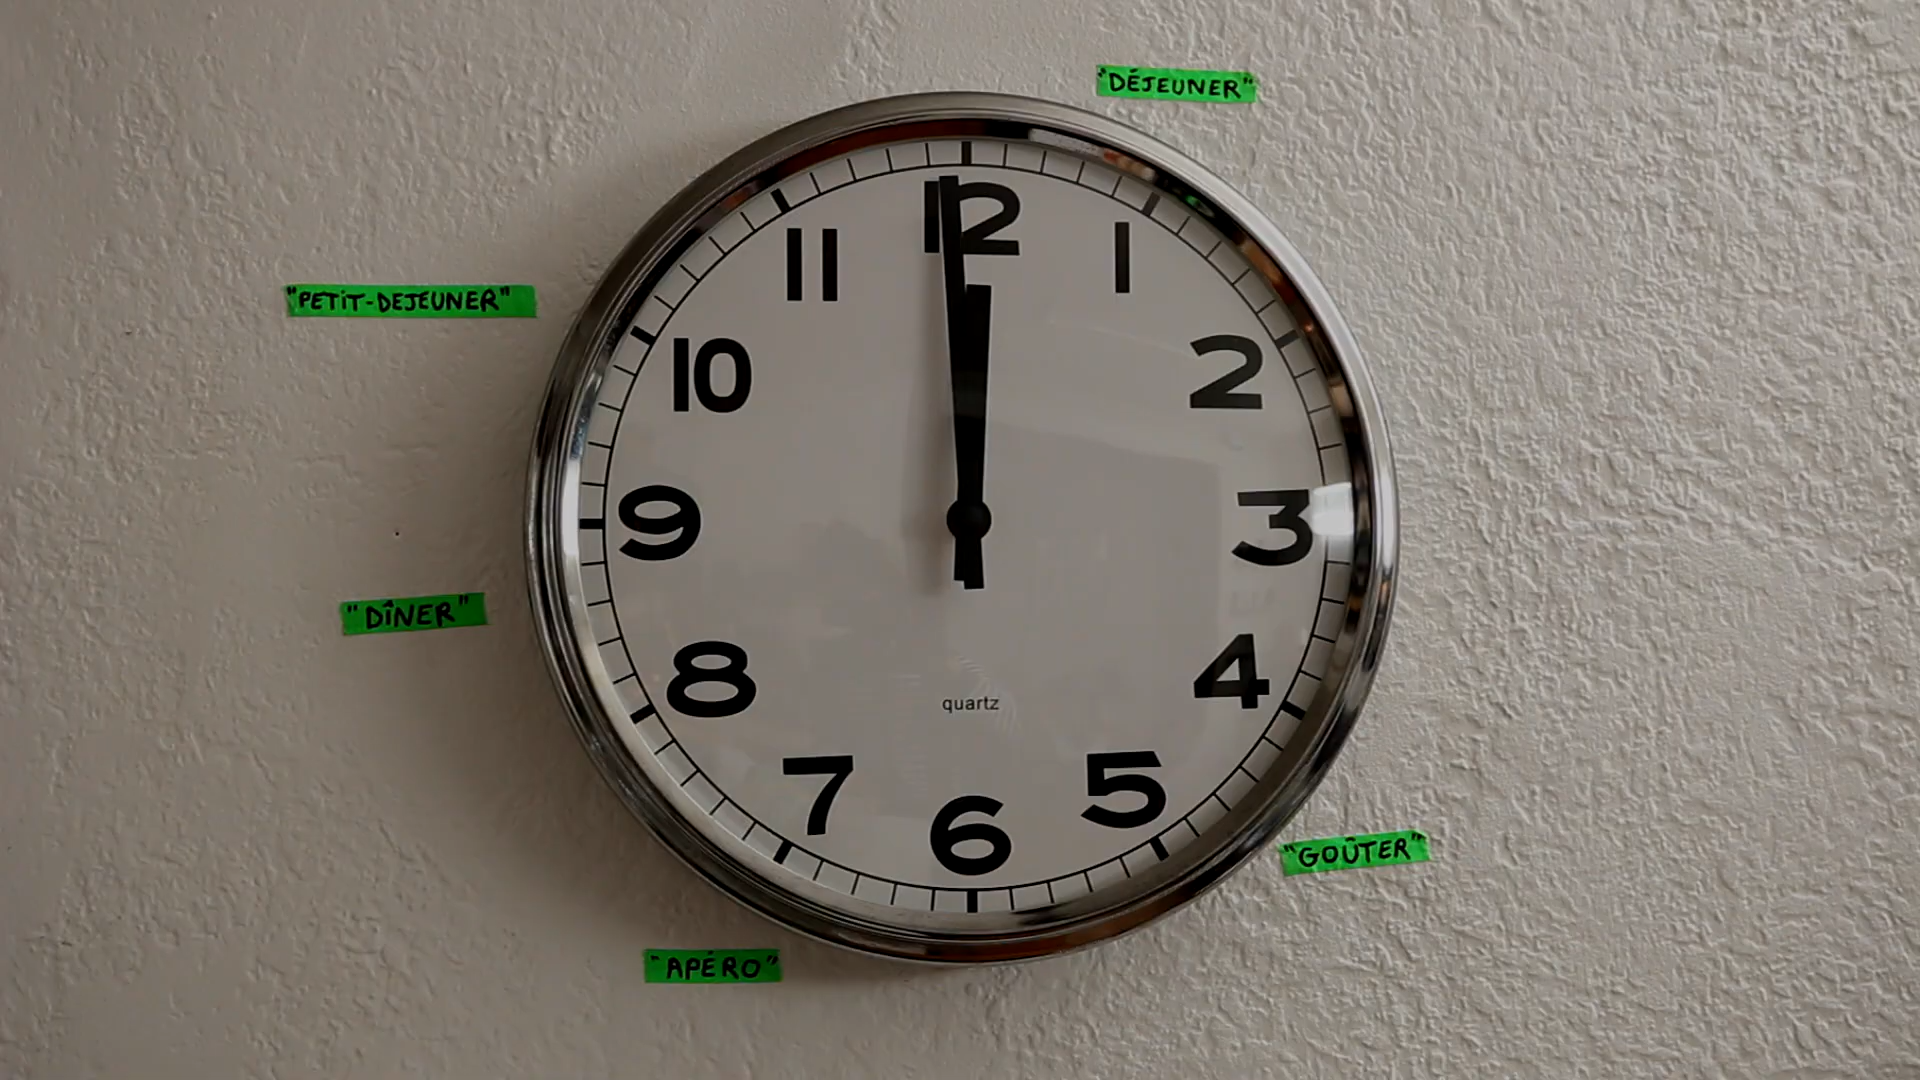 "DÉJEUNER"
12
11
1
"PETIT-DEJEUNER"
10
2
9
3
"DÎNER"
8
4
quartz
7
5
6
"GOÛTER"
"APÉRO"